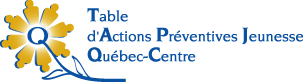 Q
Table
d'Actions Préventives Jeunesse
Québec-Centre